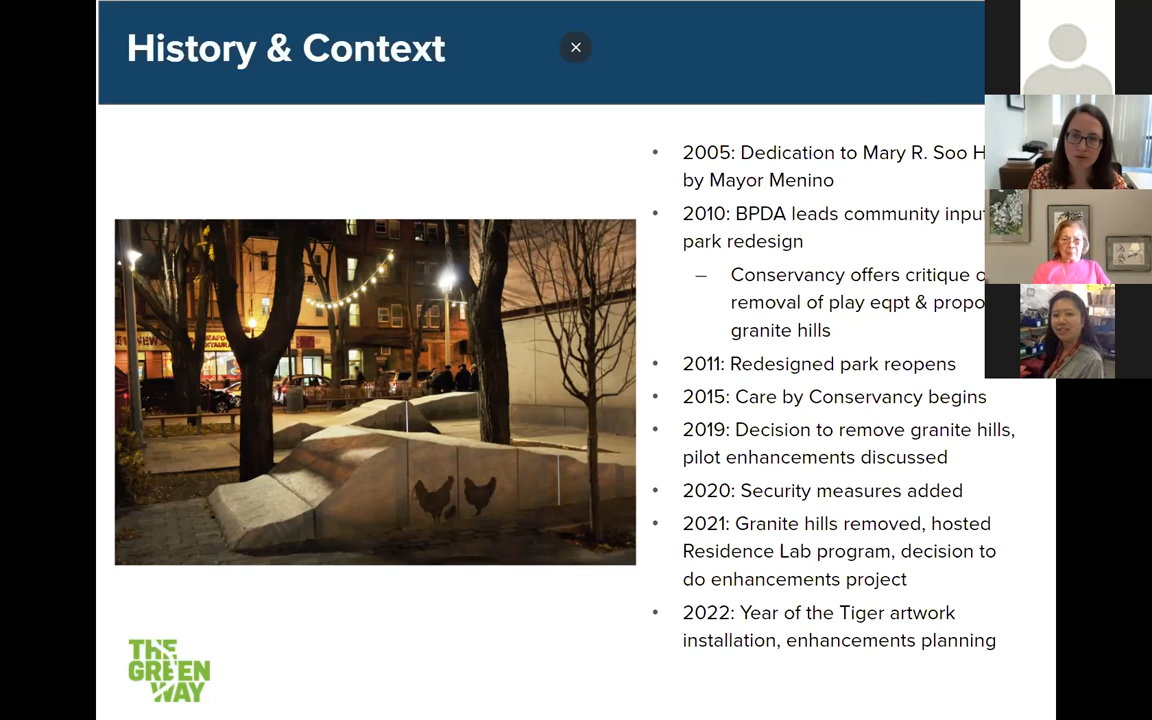 History & Context
• 2005: Dedication to Mary R. Soo
by Mayor Menino
• 2010: BPDA leads community input
park redesign
– Conservancy offers critique
removal of play eqpt &
granite hills
• 2011: Redesigned park reopens
• 2015: Care by Conservancy begins
• 2019: Decision to remove granite hills,
pilot enhancements discussed
• 2020: Security measures added
• 2021: Granite hills removed, hosted
Residence Lab program, decision to
do enhancements project
• 2022: Year of the Tiger artwork
installation, enhancements planning
THE
GREEN
WAY